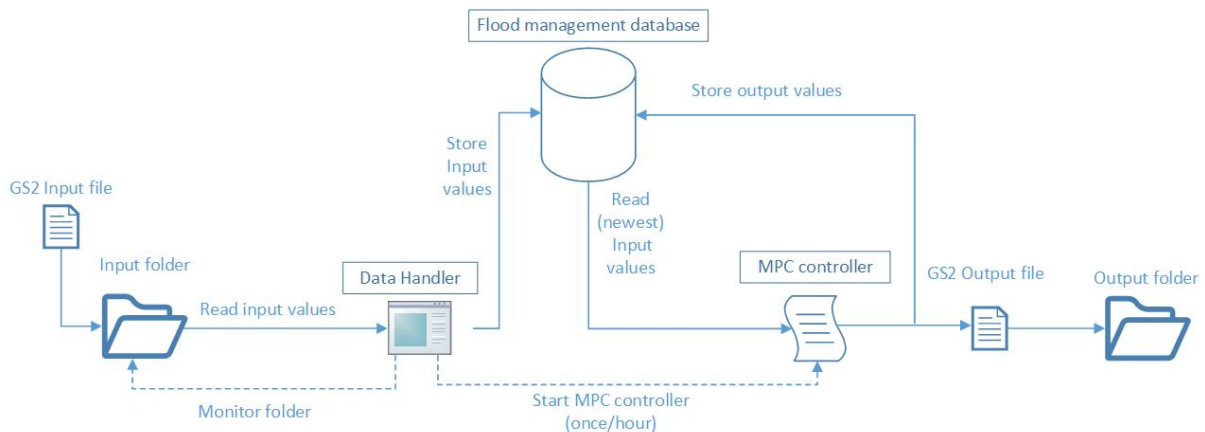 Flood management database
Store output values
Store
Input
values
GS2 Input file
Read
(newest)
Input
values
Input folder
Data Handler
MPC controller
GS2 Output file
Output folder
Read input values
Monitor folder
Start MPC controller
(once/hour)